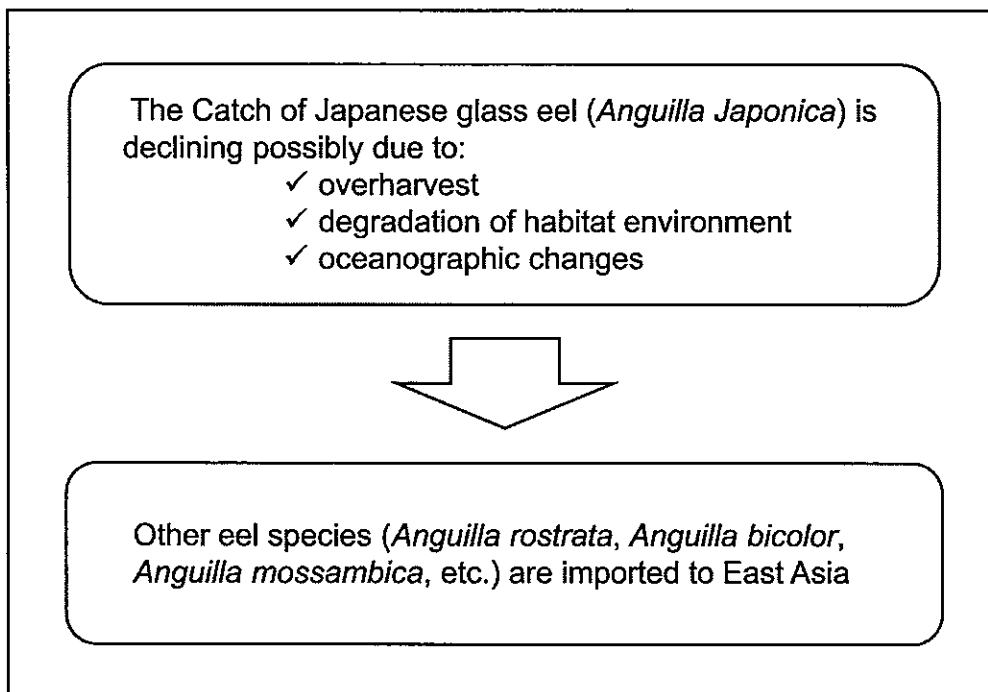 The Catch of Japanese glass eel (Anguilla Japonica) is
declining possibly due to:
✓ overharvest
✓ degradation of habitat environment
✓ oceanographic changes
Other eel species (Anguilla rostrata, Anguilla bicolor,
Anguilla mossambica, etc.) are imported to East Asia